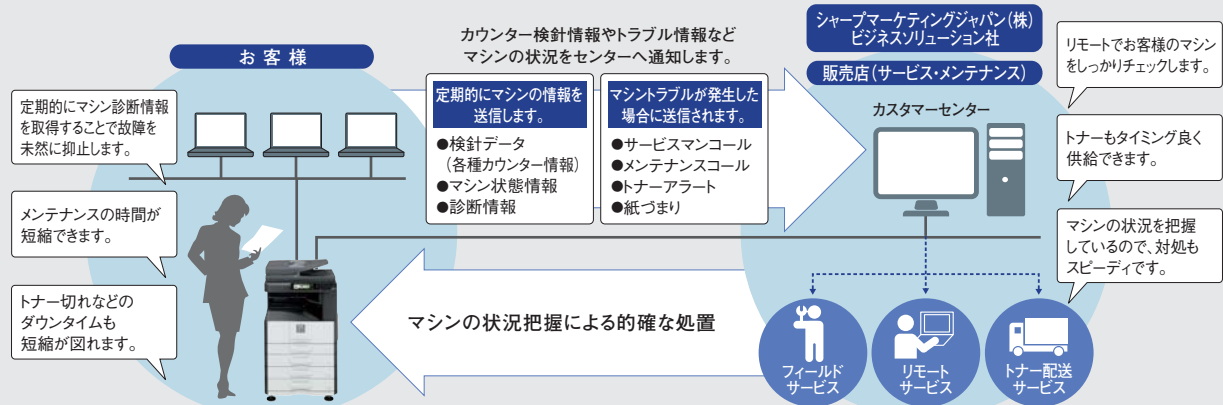 お客様
定期的にマシン診断情報
を取得することで故障を
未然に抑止します。
メンテナンスの時間が
短縮できます。
トナー切れなどの
ダウンタイムも
短縮が図れます。
カウンター検針情報やトラブル情報など
マシンの状況をセンターへ通知します。
定期的にマシンの情報を
送信します。
●検針データ
(各種カウンター情報)
●マシン状態情報
●診断情報
マシントラブルが発生した
場合に送信されます。
●サービスマンコール
●メンテナンスコール
●トナーアラート
●紙づまり
マシンの状況把握による的確な処置
シャープマーケティングジャパン(株)
ビジネスソリューション社
販売店(サービス・メンテナンス)
カスタマーセンター
リモートでお客様のマシン
をしっかりチェックします。
トナーもタイミング良く
供給できます。
マシンの状況を把握
しているので、対処も
スピーディです。
フィールド
サービス
リモート
サービス
トナー配送
サービス